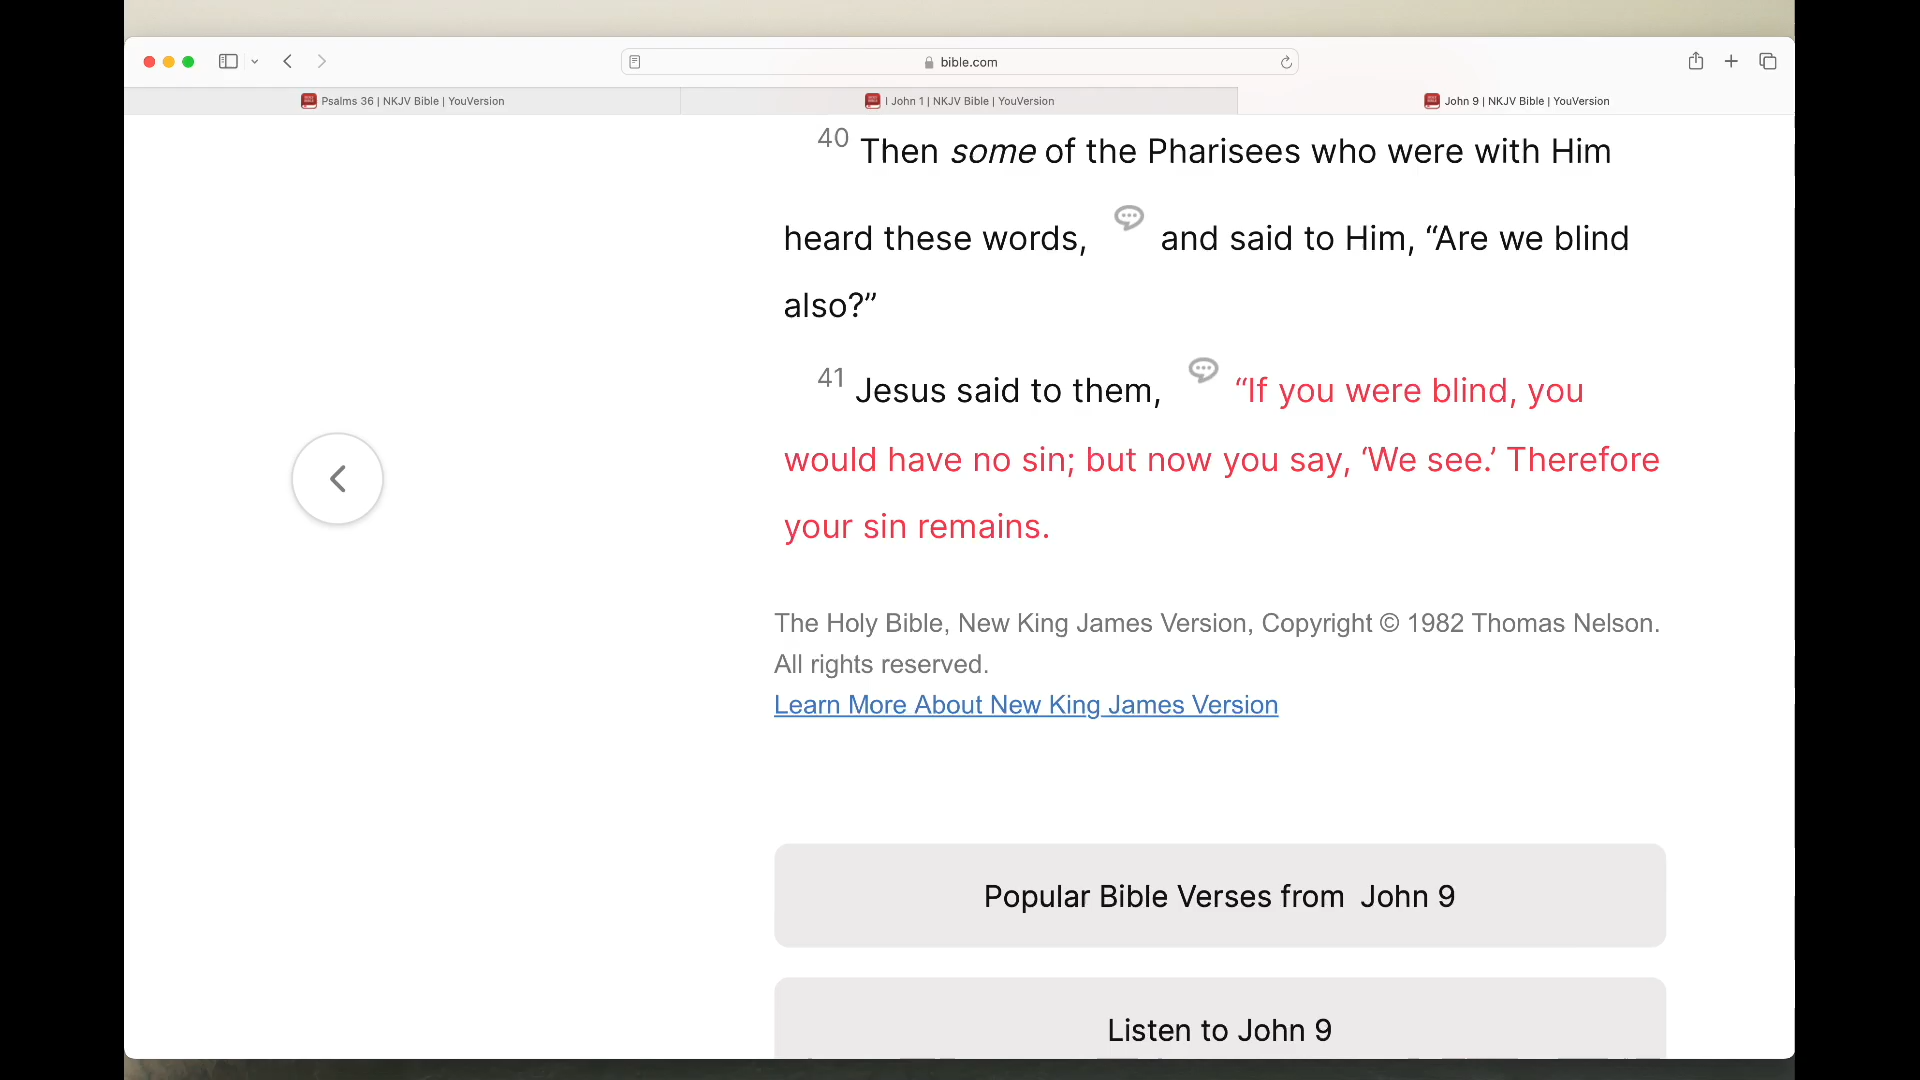 bible.com
Psalms 36 | NKJV Bible | YouVersion
I John 1 | NKJV Bible | YouVersion
John 9 | NKJV Bible | YouVersion
40 Then some of the Pharisees who were with Him
heard these words, and said to Him, “Are we blind
also?”
41 Jesus said to them, “If you were blind, you
would have no sin; but now you say, ‘We see.’ Therefore
your sin remains.
The Holy Bible, New King James Version, Copyright © 1982 Thomas Nelson.
All rights reserved.
Learn More About New King James Version
Popular Bible Verses from John 9
Listen to John 9